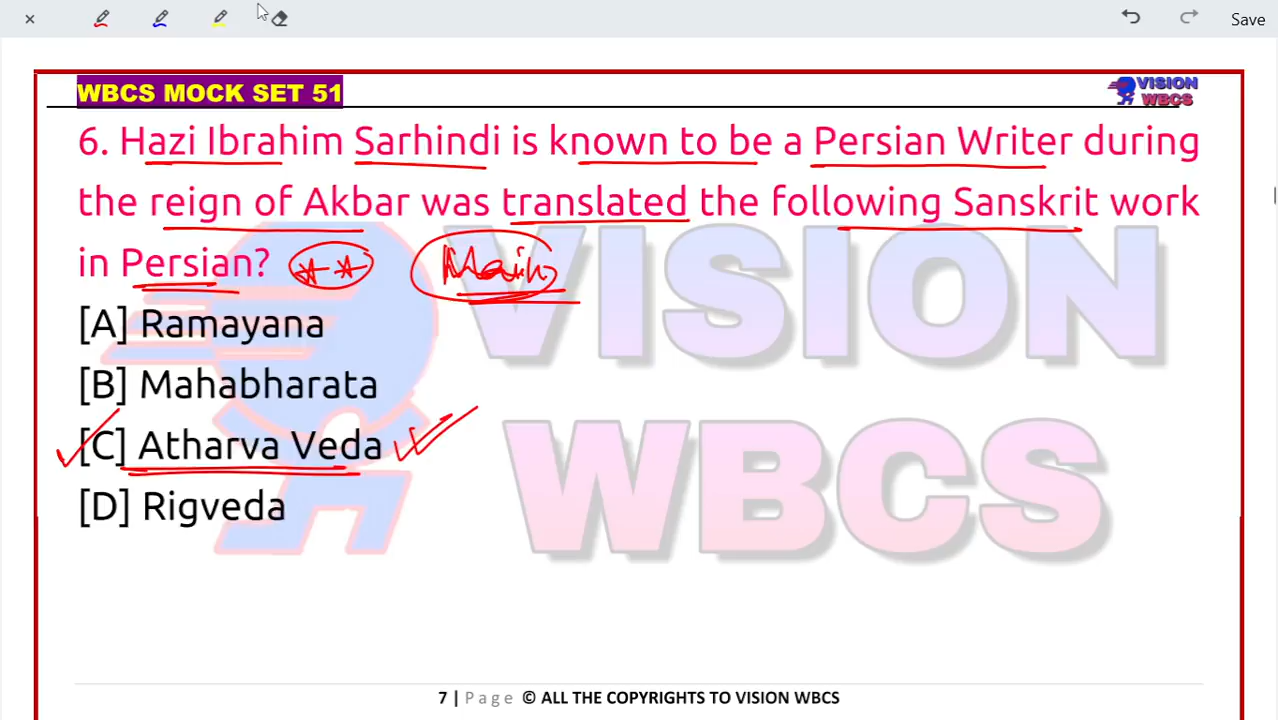 Save
WBCS MOCK SET 51
VISION
WBCS
6. Hazi Ibrahim Sarhindi is known to be a Persian Writer during
the reign of Akbar was translated the following Sanskrit work
in Persian? ** Main
[A] Ramayana
[B] Mahabharata
[C] Atharva Veda
[D] Rigveda
VISION
WBCS
7 | Page © ALL THE COPYRIGHTS TO VISION WBCS